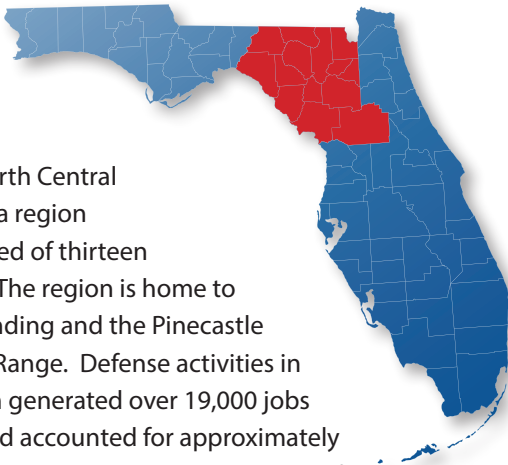 rth Central
a region
ed of thirteen
The region is home to
nding and the Pinecastle
Range. Defense activities in
n generated over 19,000 jobs
d accounted for approximately